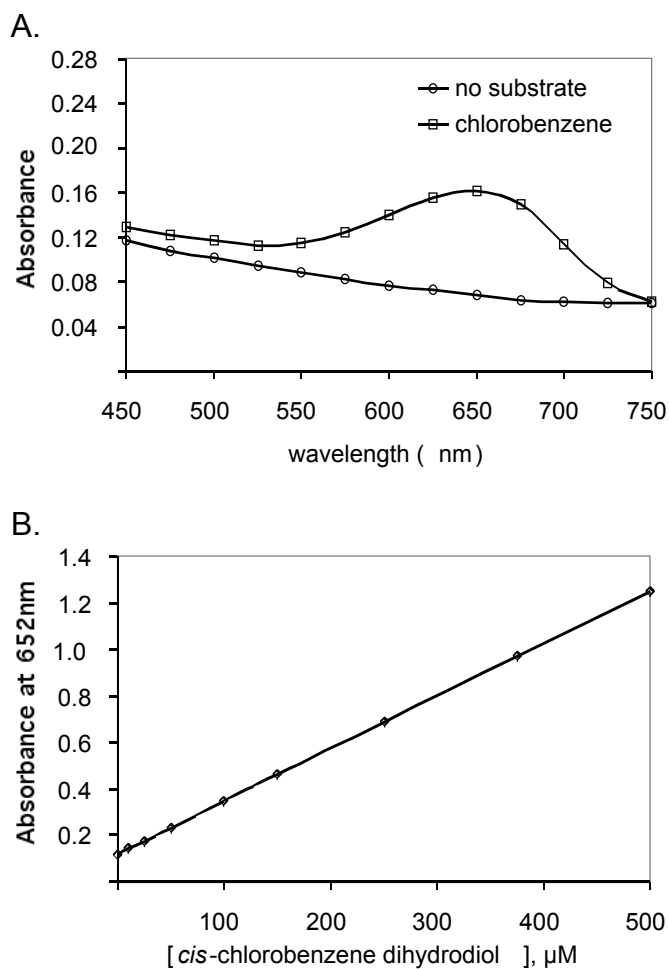 A.
0.28
0.24
0.20
0.16
0.12
0.08
0.04
Absorbance
no substrate
chlorobenzene
450 500 550 600 650 700 750
wavelength ( nm)
B.
1.4
1.2
1.0
0.8
0.6
0.4
0.2
Absorbance at 652nm
100 200 300 400 500
[cis-chlorobenzene dihydrodiol ], µM